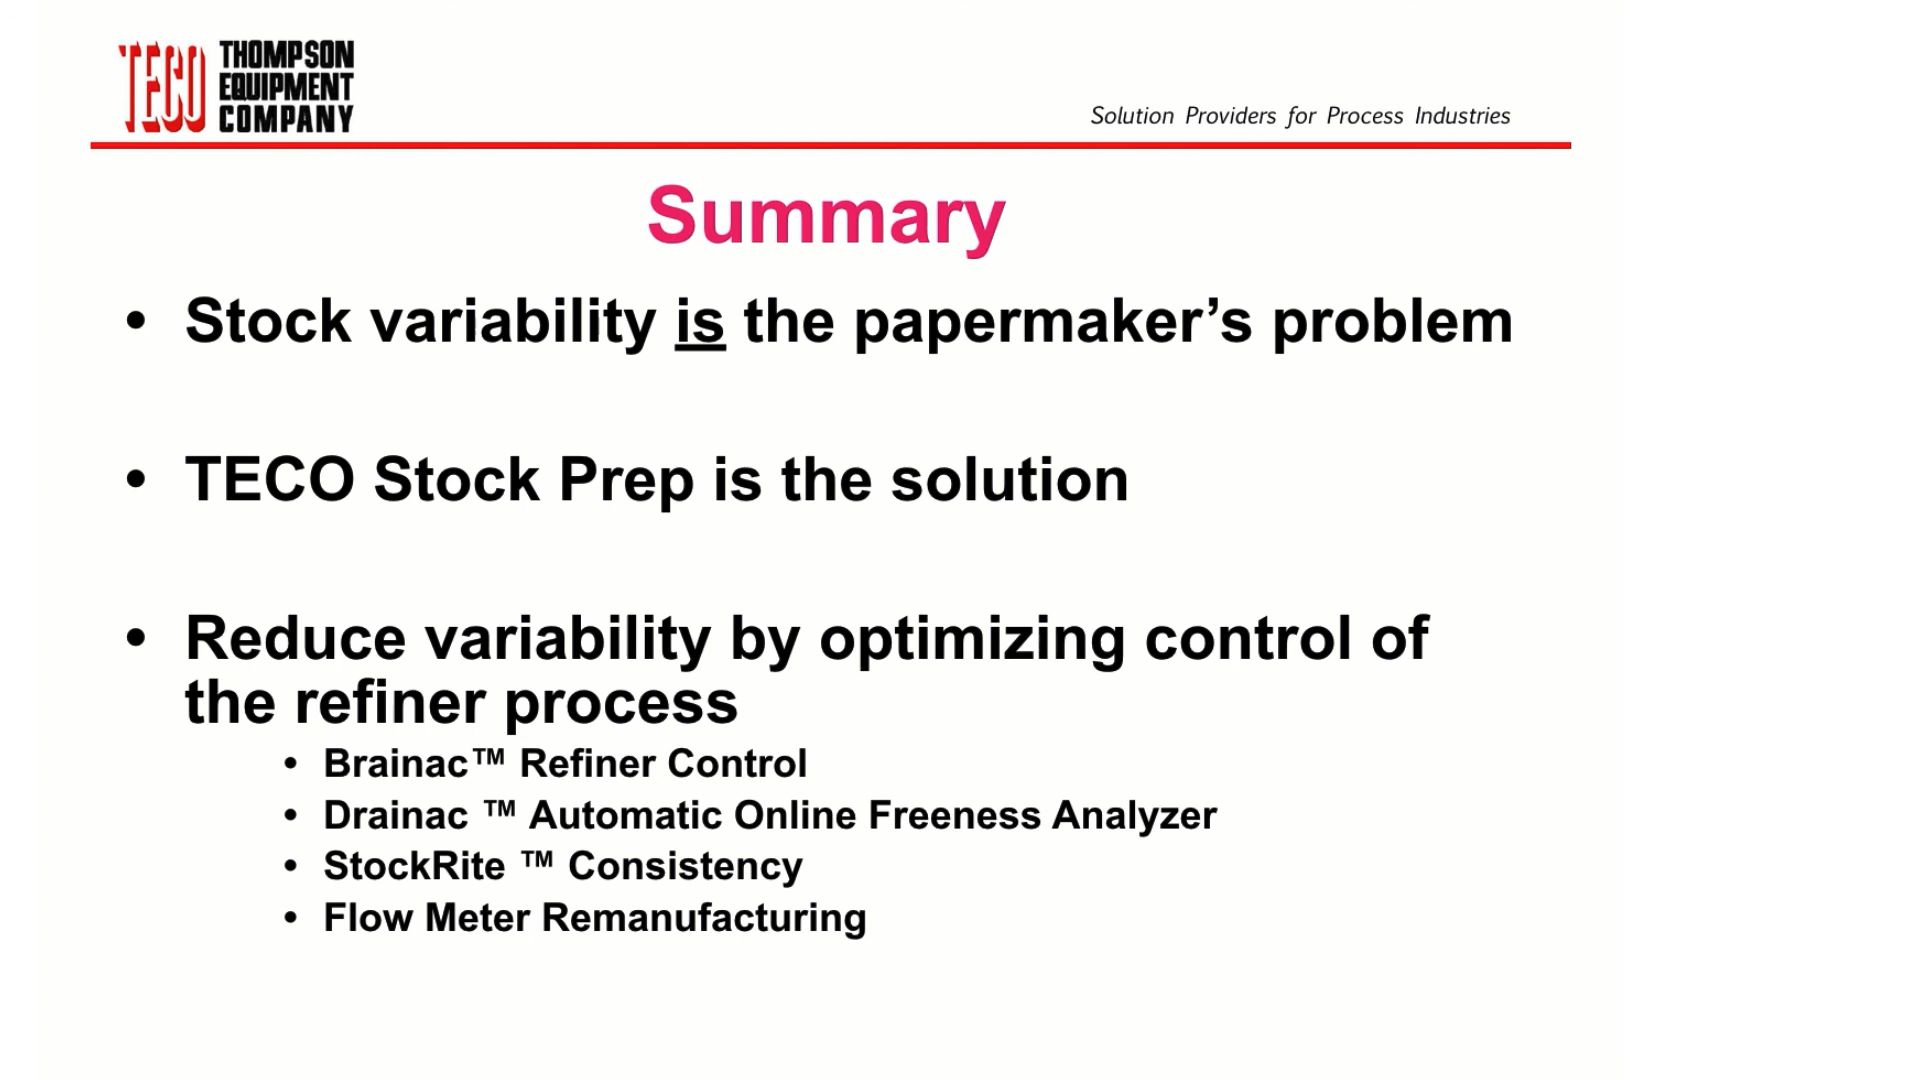 TECO THOMPSON
EQUIPMENT
COMPANY
Solution Providers for Process Industries
Summary
• Stock variability is the papermaker’s problem
• TECO Stock Prep is the solution
• Reduce variability by optimizing control of
the refiner process
• Brainac™ Refiner Control
• Drainac ™ Automatic Online Freeness Analyzer
• StockRite ™ Consistency
• Flow Meter Remanufacturing